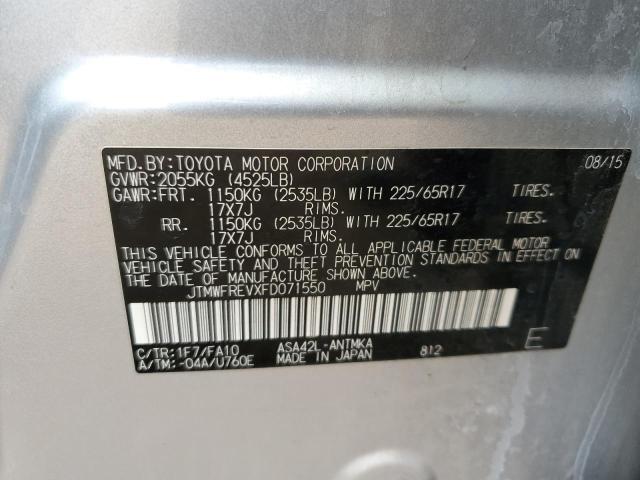 MFD.BY:TOYOTA MOTOR CORPORATION 08/15
GVWR:2055KG (4525LB)
GAWR:FRT. 1150KG (2535LB) WITH 225/65R17 TIRES.
17X7J RIMS.
RR. 1150KG (2535LB) WITH 225/65R17 TIRES.
17X7J RIMS.
THIS VEHICLE CONFORMS TO ALL APPLICABLE FEDERAL MOTOR
VEHICLE SAFETY AND THEFT PREVENTION STANDARDS IN EFFECT ON
THE DATE OF MANUFACTURE SHOWN ABOVE.
JTMWFREVXFD071550 MPV
C/TR:1F7/FA10 ASA42L-ANTMKA
A/TM:-04A/U760E MADE IN JAPAN 812 E